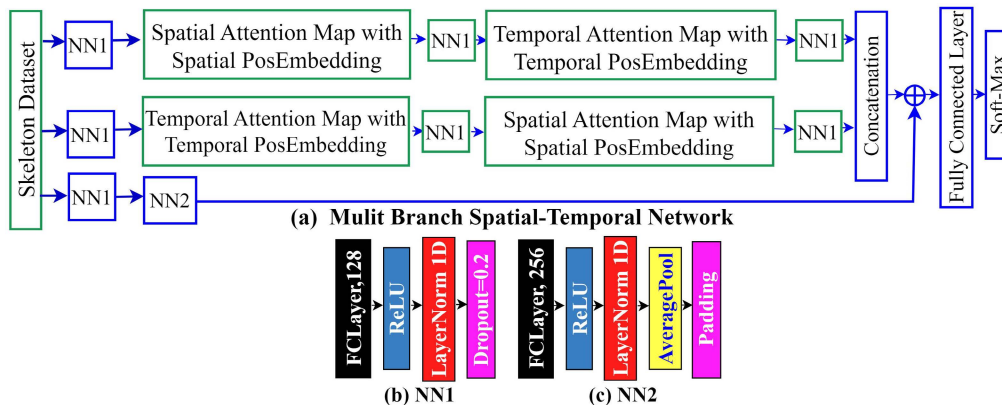 Skeleton Dataset
NN1
Spatial Attention Map with
Spatial PosEmbedding
NN1
Temporal Attention Map with
Temporal PosEmbedding
NN1
NN1
Temporal Attention Map with
Temporal PosEmbedding
NN1
Spatial Attention Map with
Spatial PosEmbedding
NN1
NN1
NN2
Concatenation
Fully Connected Layer
Soft-Max
(a) Mulit Branch Spatial-Temporal Network
FCLayer,128
ReLU
LayerNorm 1D
Dropout=0.2
(b) NN1
FCLayer, 256
ReLU
LayerNorm 1D
AveragePool
Padding
(c) NN2